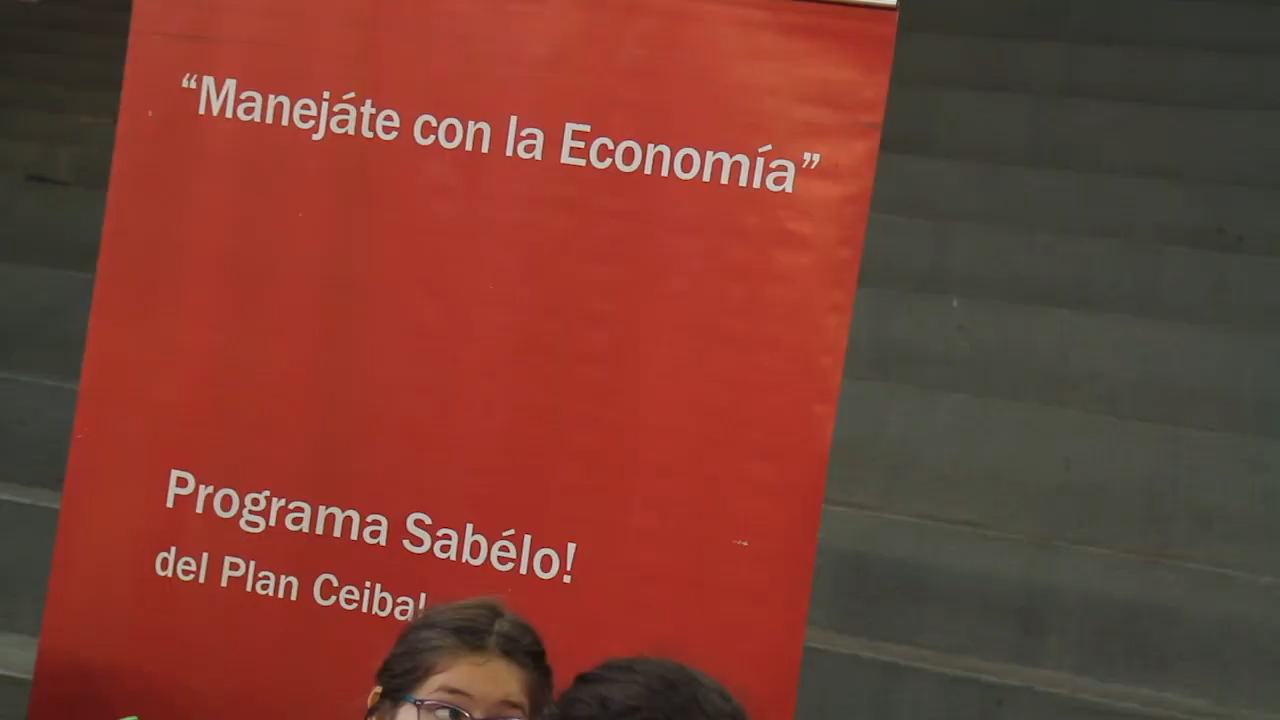 “Manejáte con la Economía”
Programa Sabélo!
del Plan Ceibal